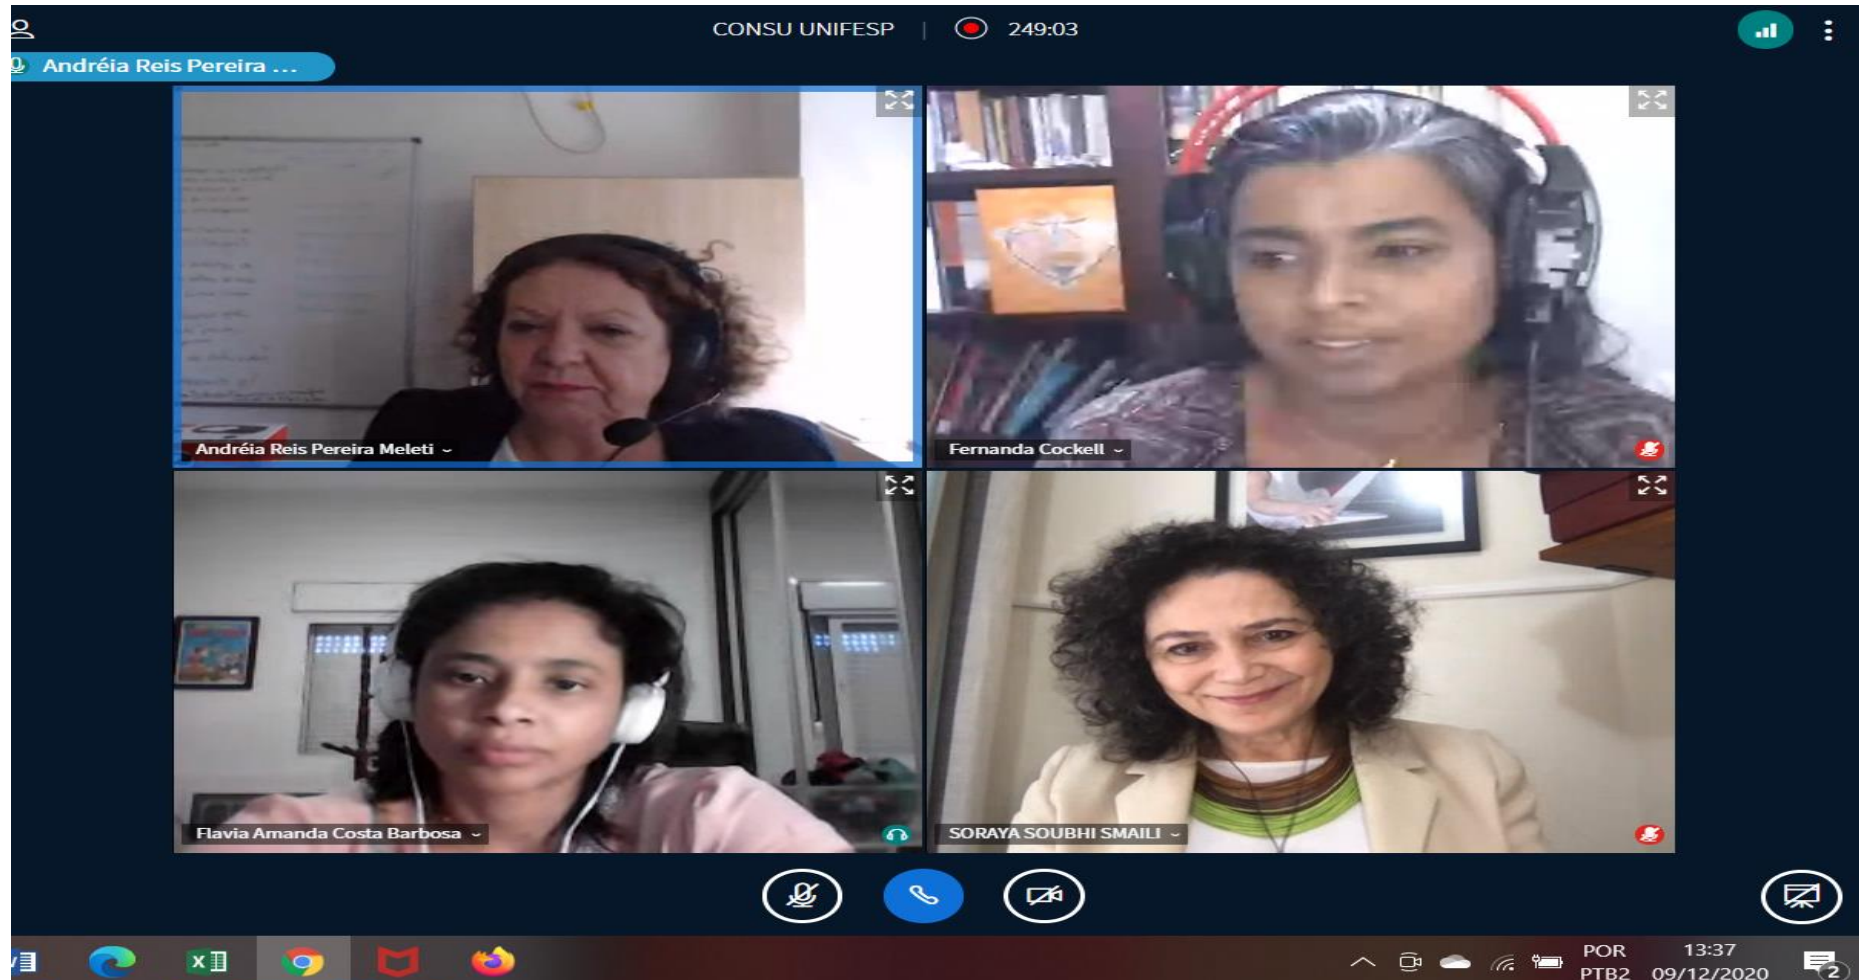 CONSU UNIFESP | 249:03
Andréia Reis Pereira ...
Andréia Reis Pereira Meleti
Fernanda Cockell
Flavia Amanda Costa Barbosa
SORAYA SOUBHI SMAILI
POR
13:37
PTB2
09/12/2020
2